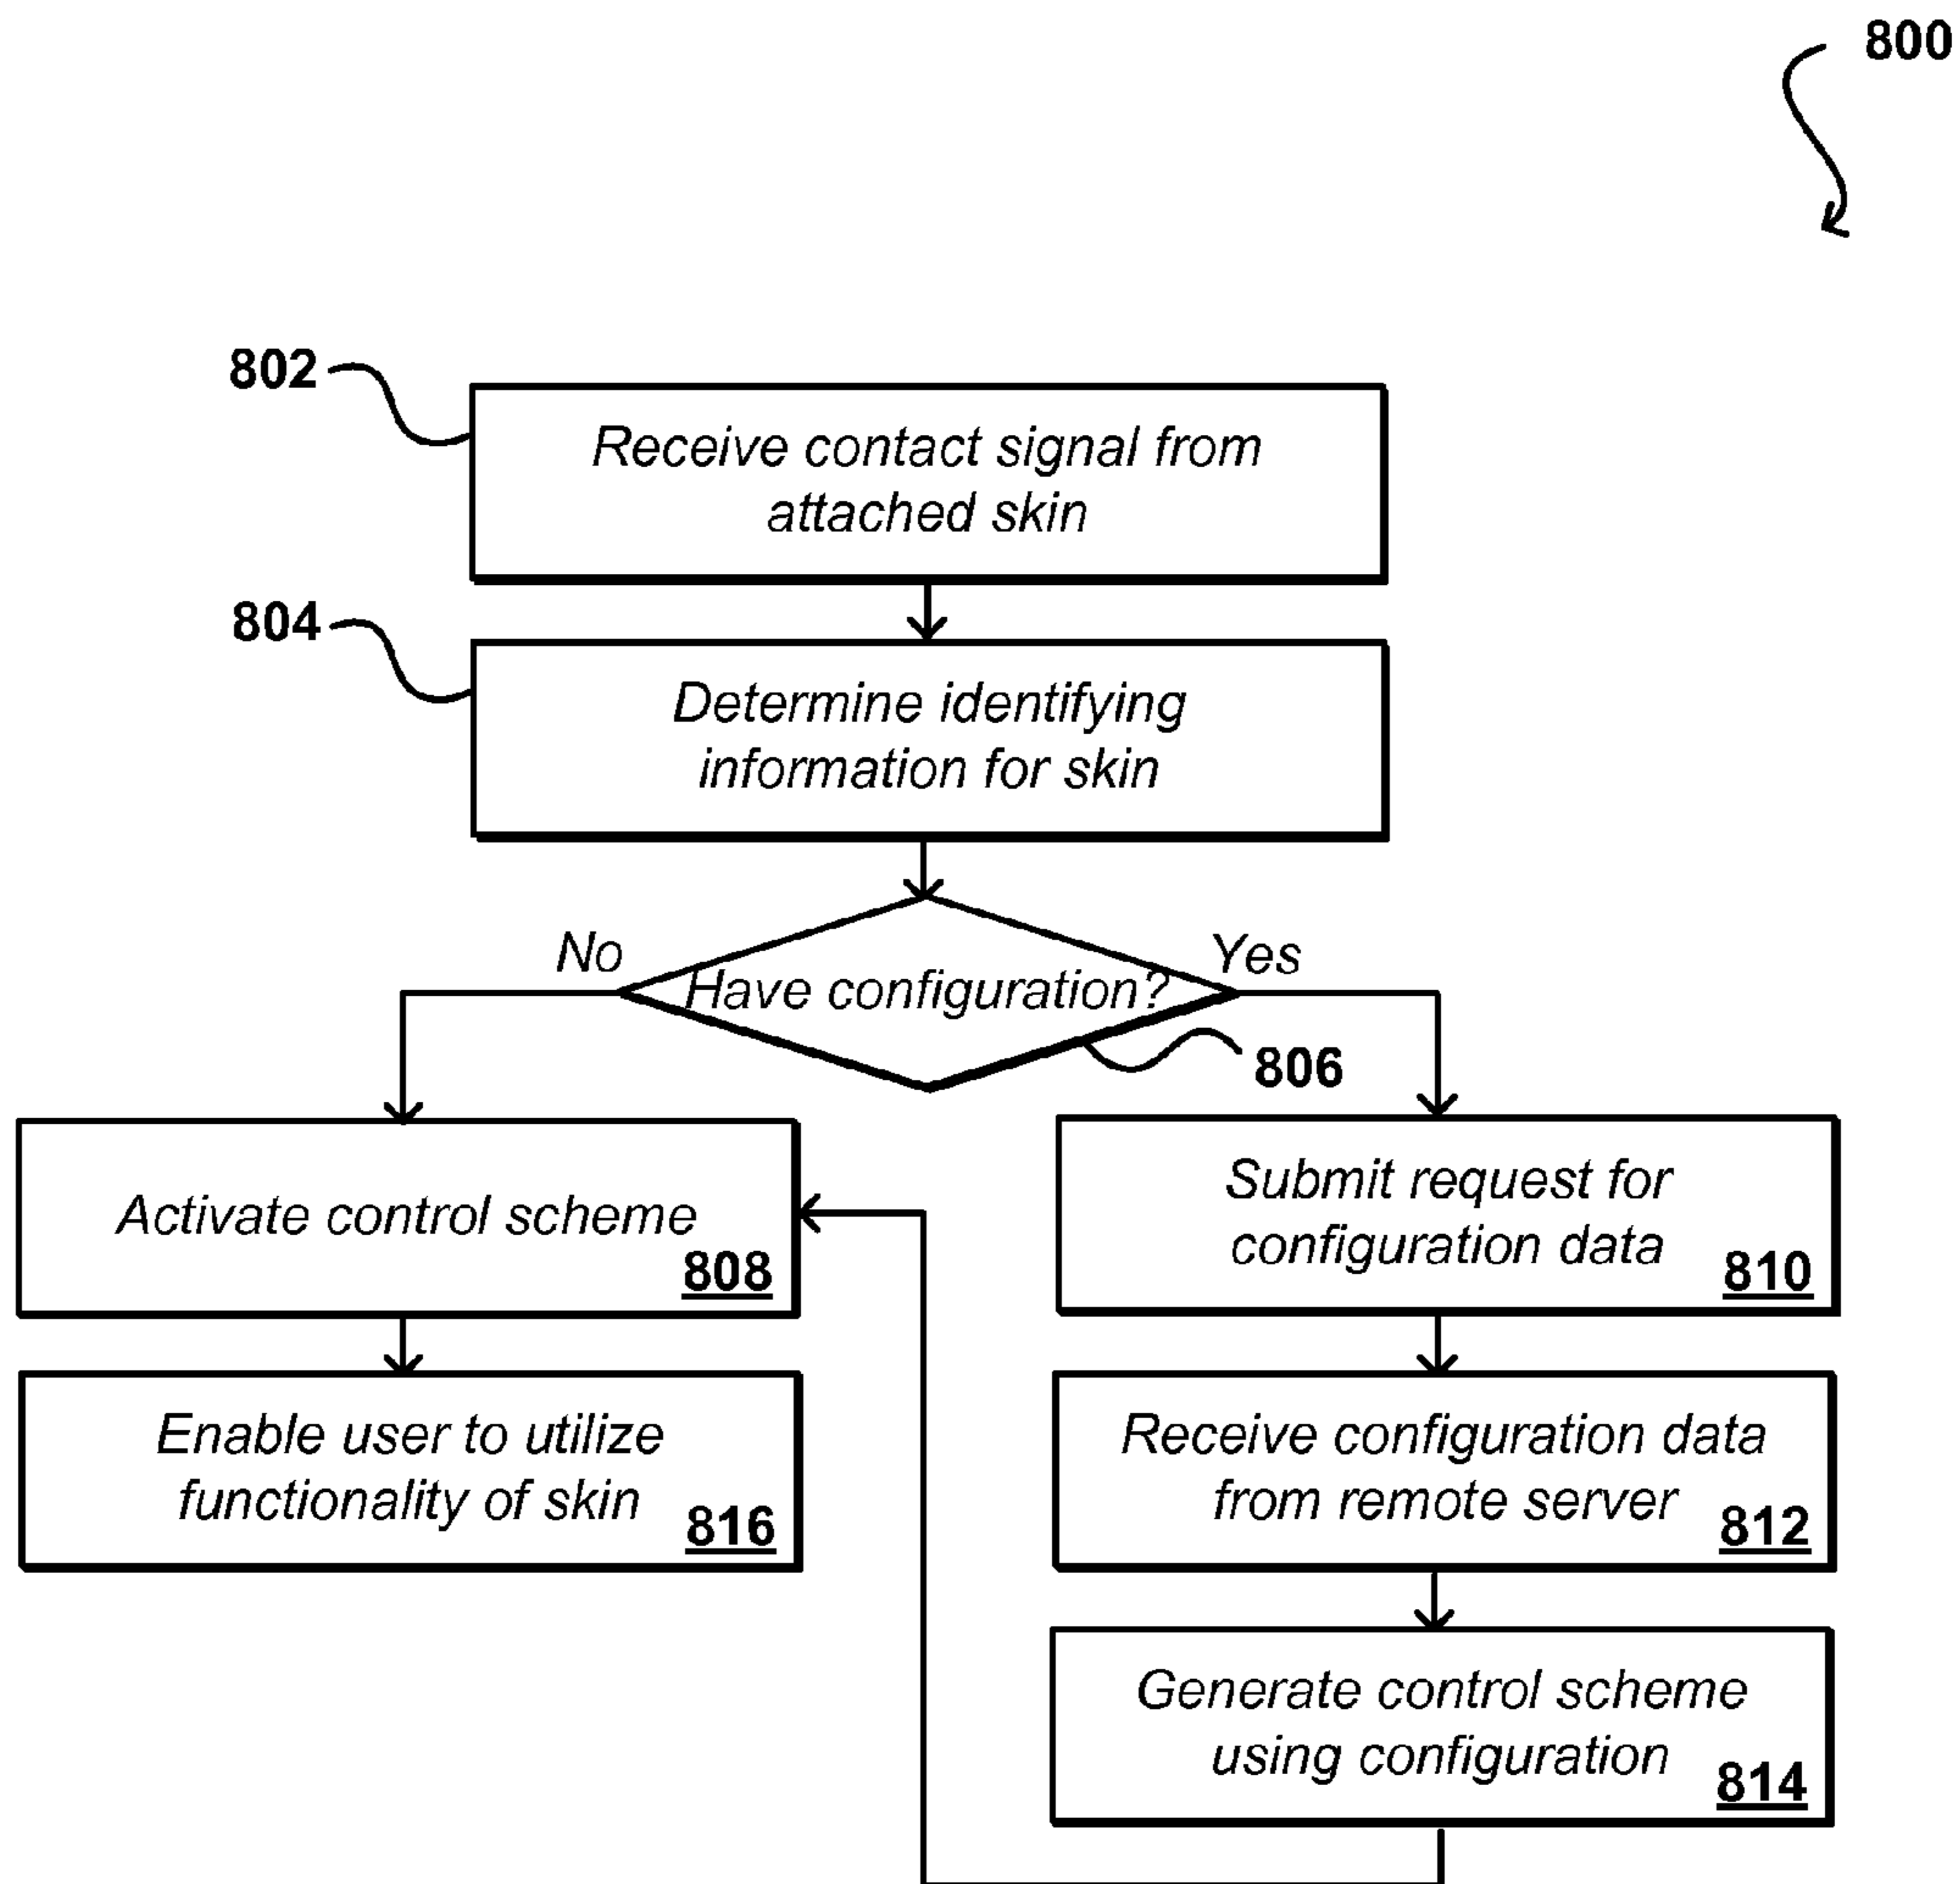 800
802
Receive contact signal from
attached skin
804
Determine identifying
information for skin
No
Yes
Have configuration?
806
Activate control scheme
808
Submit request for
configuration data
810
Enable user to utilize
functionality of skin
816
Receive configuration data
from remote server
812
Generate control scheme
using configuration
814